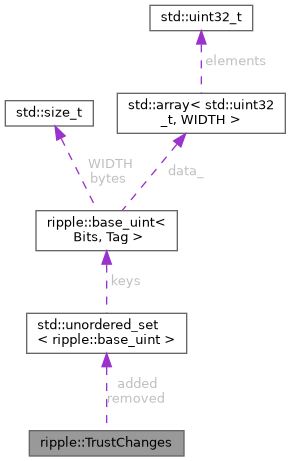 std::uint32_t
elements
std::size_t
std::array< std::uint32
_t, WIDTH >
WIDTH
bytes
data_
ripple::base_uint<
Bits, Tag >
keys
std::unordered_set
< ripple::base_uint >
added
removed
ripple::TrustChanges